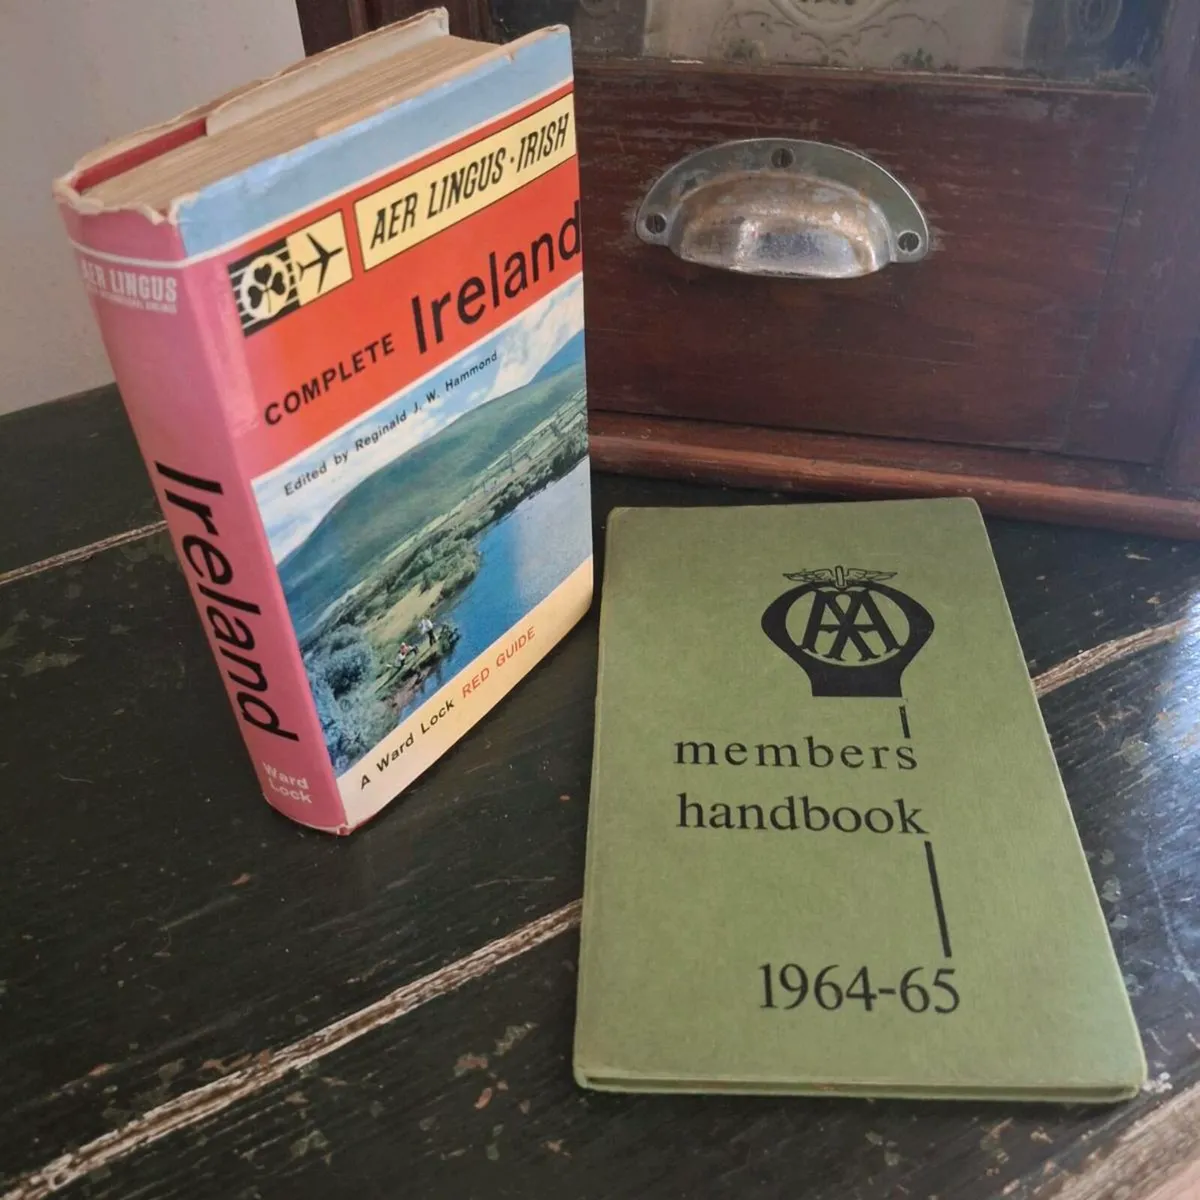 AER LINGUS
Ireland
Ward
Lock
AER LINGUS · IRISH
COMPLETE Ireland
Edited by Reginald J. W. Hammond
A Ward Lock RED GUIDE
AA
members
handbook
1964-65